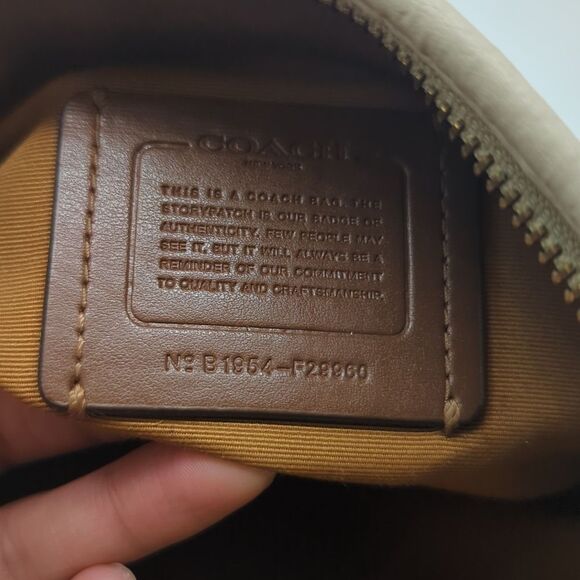 COACH
NEW YORK
THIS IS A COACH BAG. THE
STORYPATCH IS OUR BADGE OF
AUTHENTICITY. FEW PEOPLE MAY
SEE IT. BUT IT WILL ALWAYS BE A
REMINDER OF OUR COMMITMENT
TO QUALITY AND CRAFTSMANSHIP.
Nº B1954-F29960